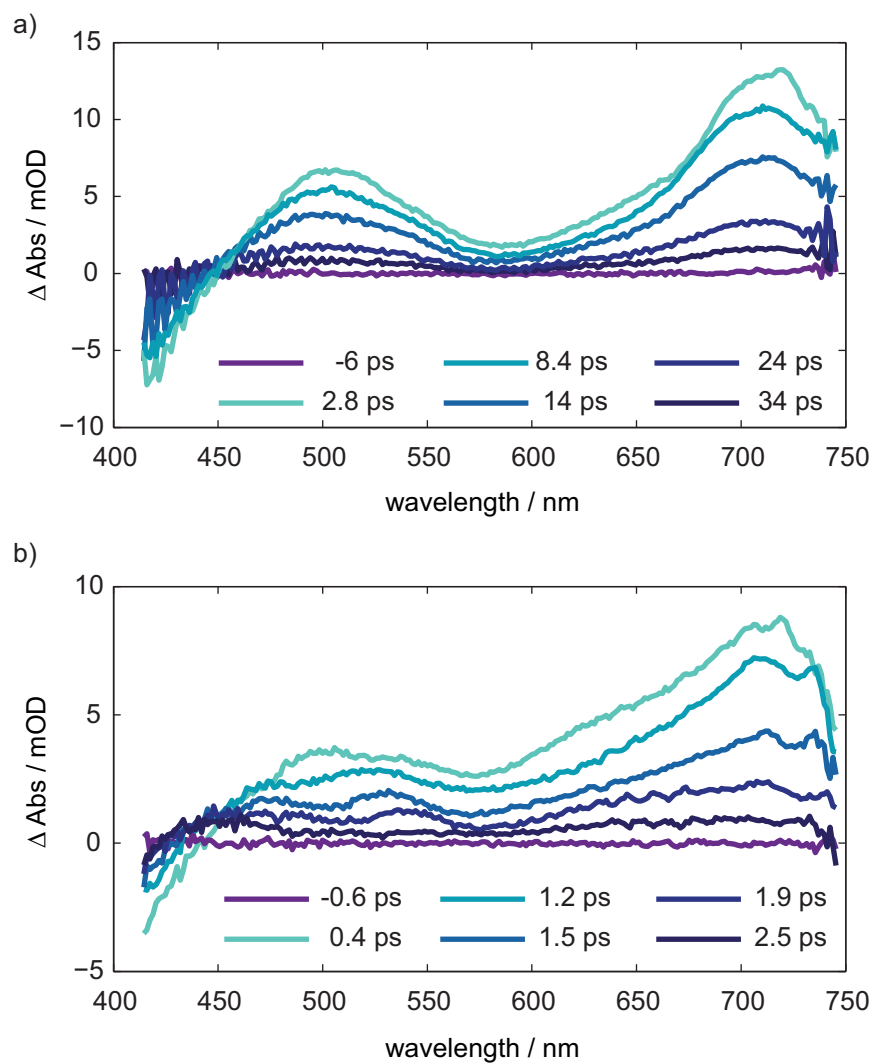 a)
15
10
5
0
−5
−10
Δ Abs / mOD
-6 ps 8.4 ps 24 ps
2.8 ps 14 ps 34 ps
400 450 500 550 600 650 700 750
wavelength / nm
b)
10
5
0
−5
Δ Abs / mOD
-0.6 ps 1.2 ps 1.9 ps
0.4 ps 1.5 ps 2.5 ps
400 450 500 550 600 650 700 750
wavelength / nm